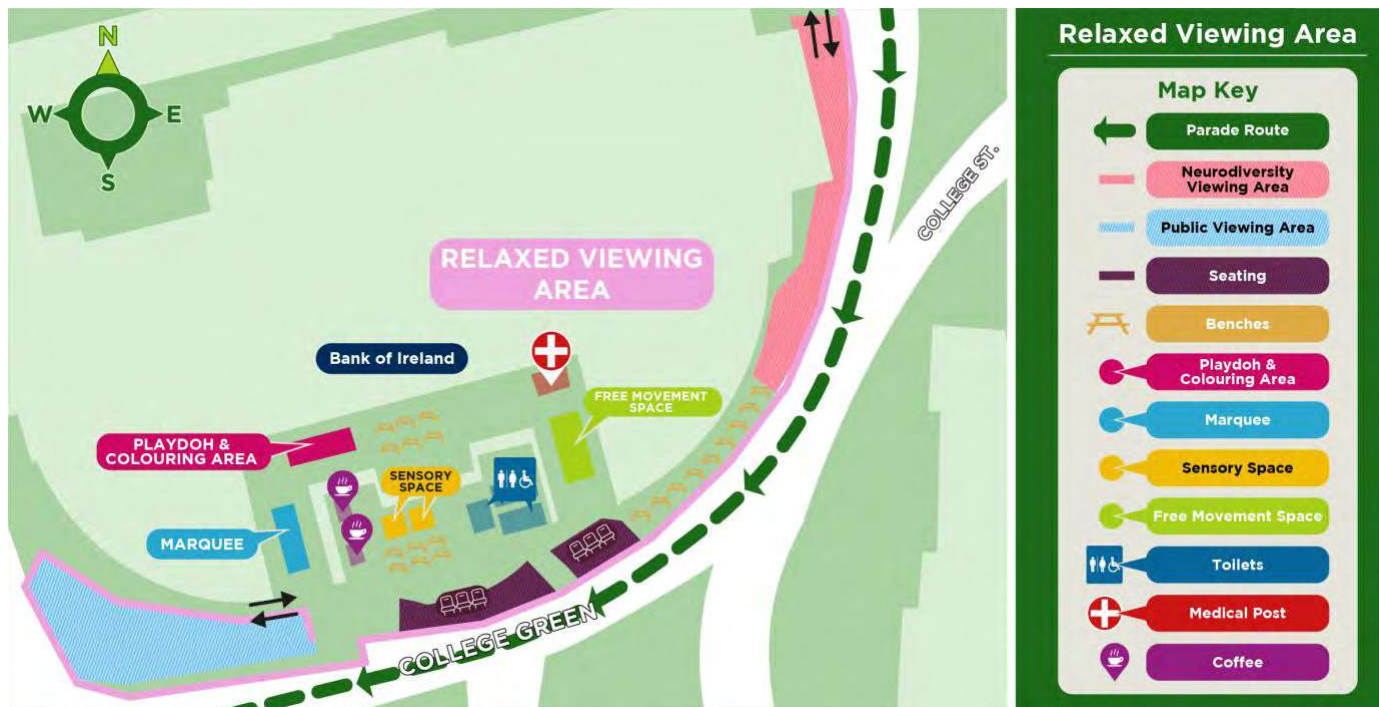 N
W
E
S
COLLEGE ST.
RELAXED VIEWING
AREA
Bank of Ireland
FREE MOVEMENT
SPACE
PLAYDOH &
COLOURING AREA
SENSORY
SPACE
MARQUEE
COLLEGE GREEN
Relaxed Viewing Area
Map Key
Parade Route
Neurodiversity
Viewing Area
Public Viewing Area
Seating
Benches
Playdoh &
Colouring Area
Marquee
Sensory Space
Free Movement Space
Toilets
Medical Post
Coffee